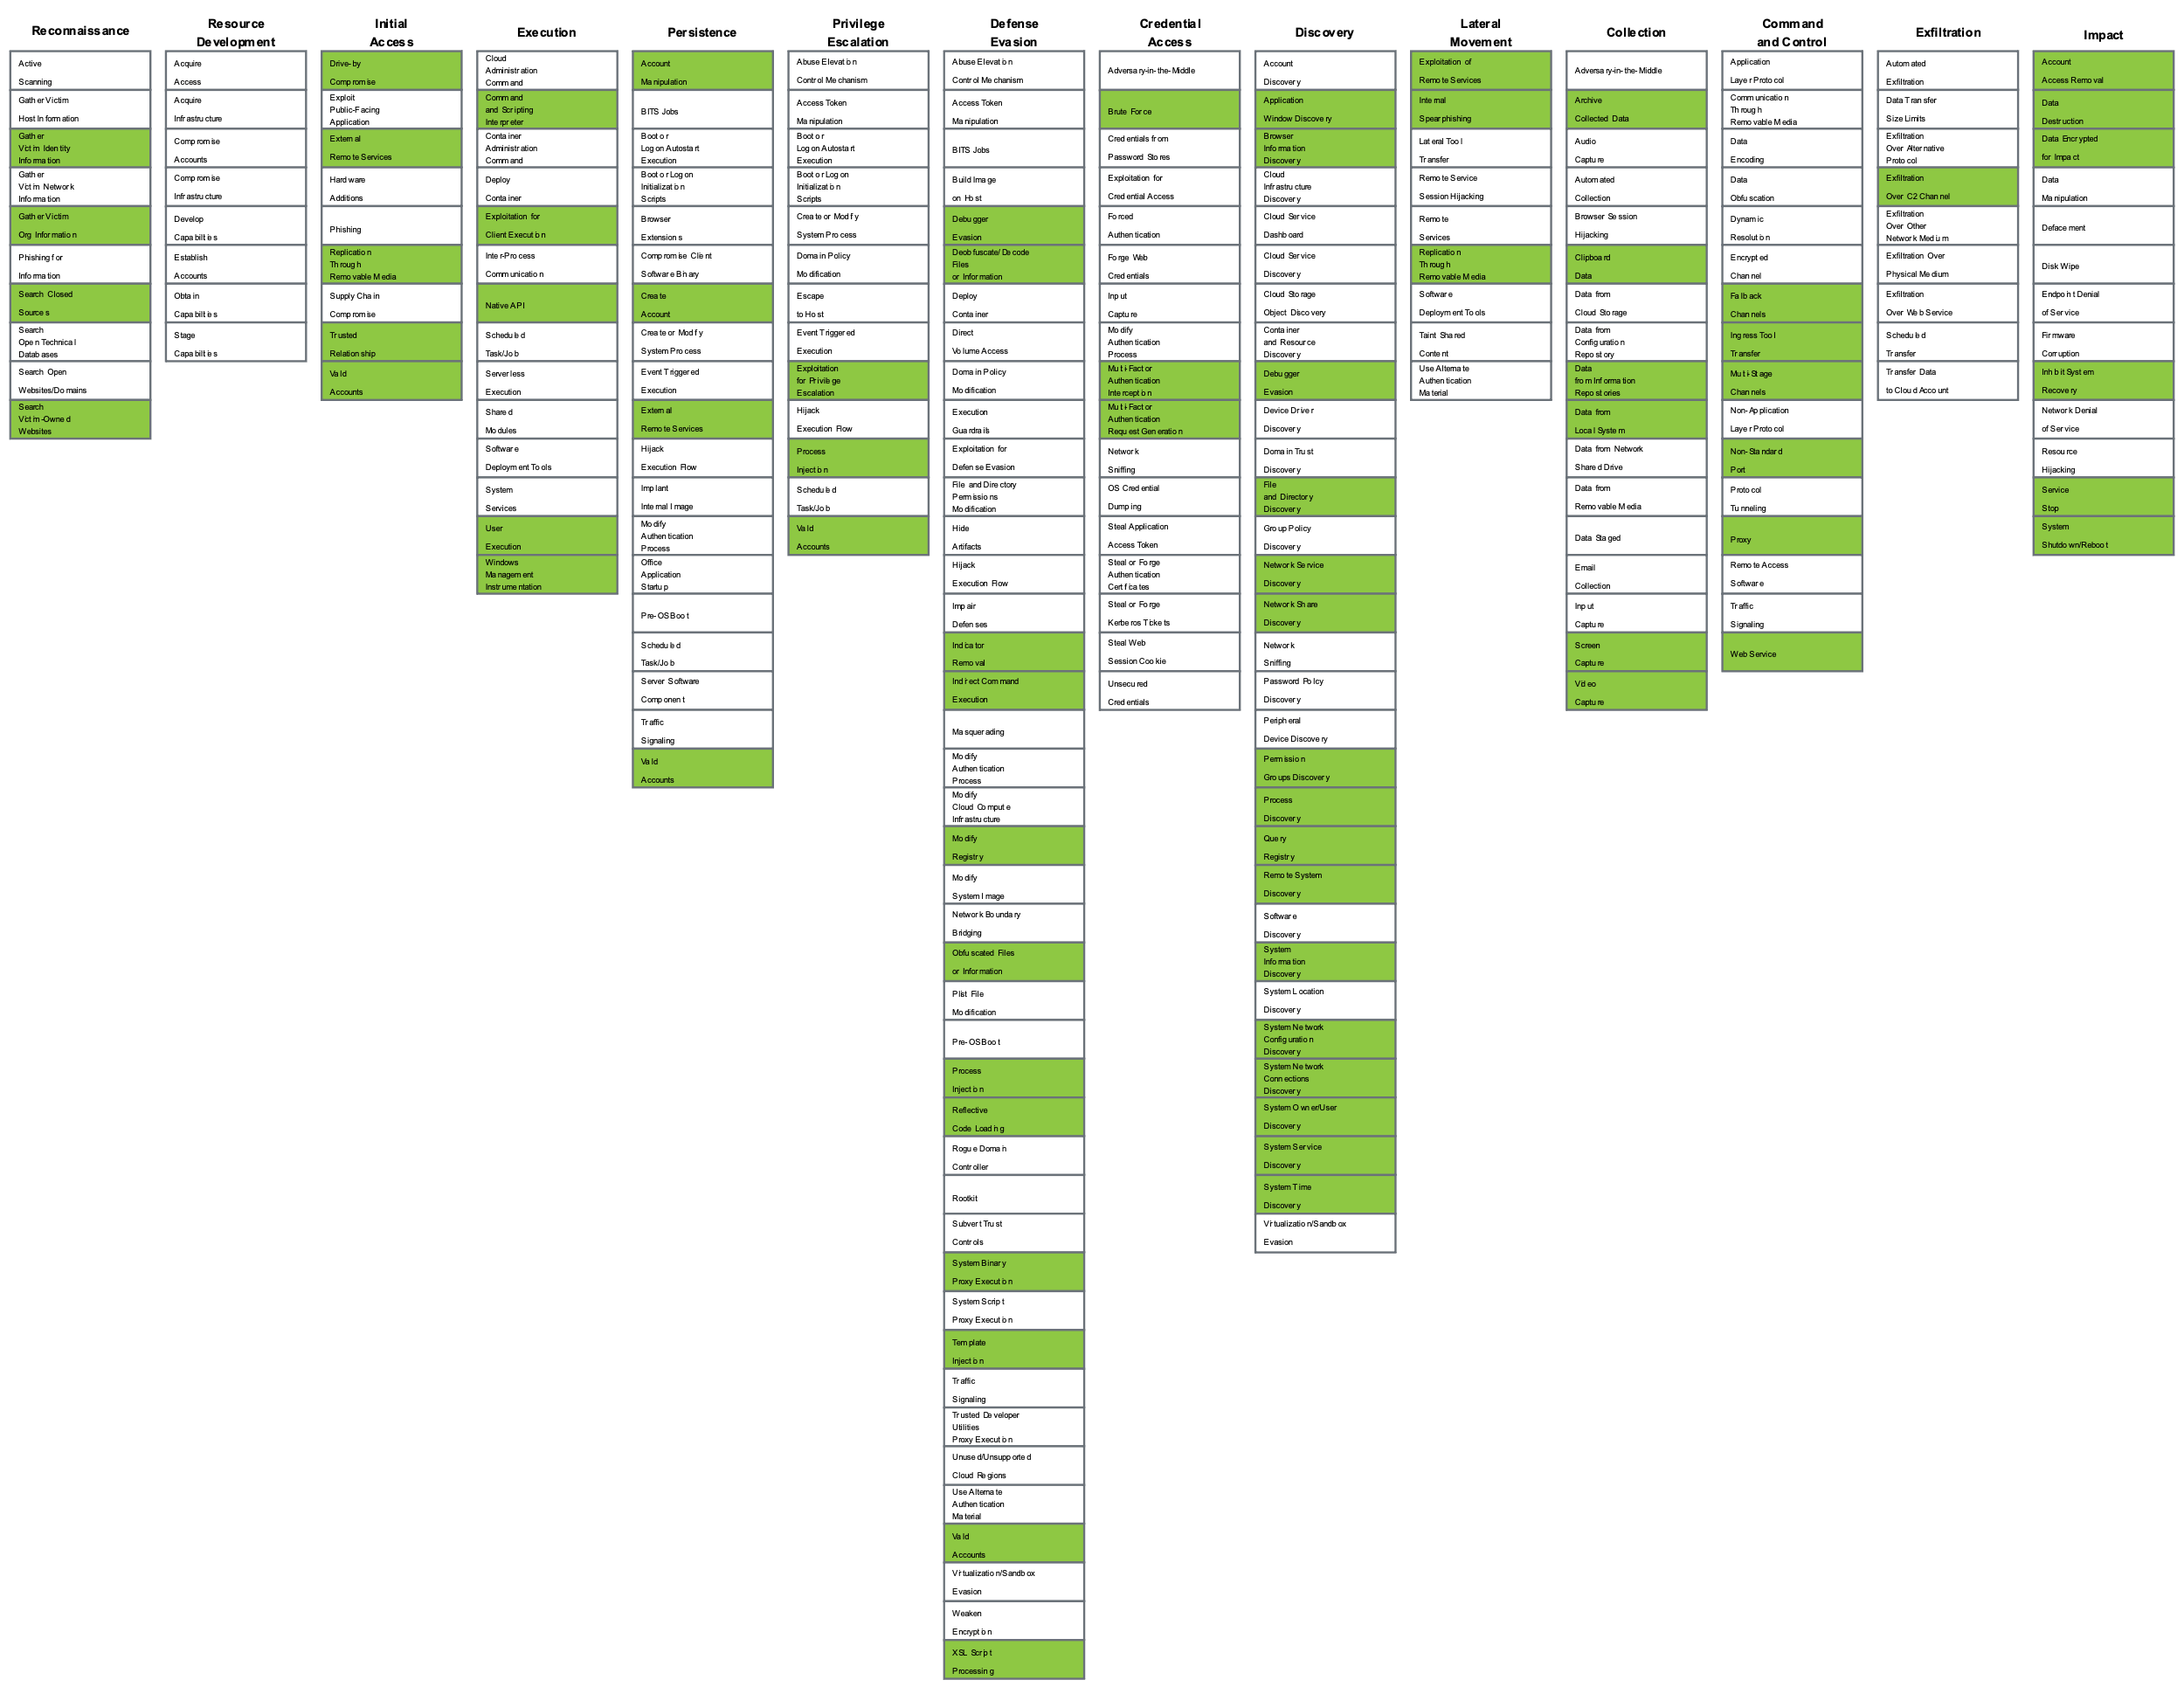 Reconnaissance
Active
Scanning
Gather Victim
Host Information
Gather
Victim Identity
Information
Gather
Victim Network
Information
Gather Victim
Org Information
Phishing for
Information
Search Closed
Sources
Search
Open Technical
Databases
Search Open
Websites/Domains
Search
Victim-Owned
Websites
Resource
Development
Acquire
Access
Acquire
Infrastructure
Compromise
Accounts
Compromise
Infrastructure
Develop
Capabilities
Establish
Accounts
Obtain
Capabilities
Stage
Capabilities
Initial
Access
Drive-by
Compromise
Exploit
Public-Facing
Application
External
Remote Services
Hardware
Additions
Phishing
Replication
Through
Removable Media
Supply Chain
Compromise
Trusted
Relationship
Valid
Accounts
Execution
Cloud
Administration
Command
Command
and Scripting
Interpreter
Container
Administration
Command
Deploy
Container
Exploitation for
Client Execution
Inter-Process
Communication
Native API
Scheduled
Task/Job
Serverless
Execution
Shared
Modules
Software
Deployment Tools
System
Services
User
Execution
Windows
Management
Instrumentation
Persistence
Account
Manipulation
BITS Jobs
Boot or
Logon Autostart
Execution
Boot or Logon
Initialization
Scripts
Browser
Extensions
Compromise Client
Software Binary
Create
Account
Create or Modify
System Process
Event Triggered
Execution
External
Remote Services
Hijack
Execution Flow
Implant
Internal Image
Modify
Authentication
Process
Office
Application
Startup
Pre-OS Boot
Scheduled
Task/Job
Server Software
Component
Traffic
Signaling
Valid
Accounts
Privilege
Escalation
Abuse Elevation
Control Mechanism
Access Token
Manipulation
Boot or
Logon Autostart
Execution
Boot or Logon
Initialization
Scripts
Create or Modify
System Process
Domain Policy
Modification
Escape
to Host
Event Triggered
Execution
Exploitation
for Privilege
Escalation
Hijack
Execution Flow
Process
Injection
Scheduled
Task/Job
Valid
Accounts
Defense
Evasion
Abuse Elevation
Control Mechanism
Access Token
Manipulation
BITS Jobs
Build Image
on Host
Debugger
Evasion
Deobfuscate/Decode
Files
or Information
Deploy
Container
Direct
Volume Access
Domain Policy
Modification
Execution
Guardrails
Exploitation for
Defense Evasion
File and Directory
Permissions
Modification
Hide
Artifacts
Hijack
Execution Flow
Impair
Defenses
Indicator
Removal
Indirect Command
Execution
Masquerading
Modify
Authentication
Process
Modify
Cloud Compute
Infrastructure
Modify
Registry
Modify
System Image
Network Boundary
Bridging
Obfuscated Files
or Information
Plist File
Modification
Pre-OS Boot
Process
Injection
Reflective
Code Loading
Rogue Domain
Controller
Rootkit
Subvert Trust
Controls
System Binary
Proxy Execution
System Script
Proxy Execution
Template
Injection
Traffic
Signaling
Trusted Developer
Utilities
Proxy Execution
Unused/Unsupported
Cloud Regions
Use Alternate
Authentication
Material
Valid
Accounts
Virtualization/Sandbox
Evasion
Weaken
Encryption
XSL Script
Processing
Credential
Access
Adversary-in-the-Middle
Brute Force
Credentials from
Password Stores
Exploitation for
Credential Access
Forced
Authentication
Forge Web
Credentials
Input
Capture
Modify
Authentication
Process
Multi-Factor
Authentication
Interception
Multi-Factor
Authentication
Request Generation
Network
Sniffing
OS Credential
Dumping
Steal Application
Access Token
Steal or Forge
Authentication
Certificates
Steal or Forge
Kerberos Tickets
Steal Web
Session Cookie
Unsecured
Credentials
Discovery
Account
Discovery
Application
Window Discovery
Browser
Information
Discovery
Cloud
Infrastructure
Discovery
Cloud Service
Dashboard
Cloud Service
Discovery
Cloud Storage
Object Discovery
Container
and Resource
Discovery
Debugger
Evasion
Device Driver
Discovery
Domain Trust
Discovery
File
and Directory
Discovery
Group Policy
Discovery
Network Service
Discovery
Network Share
Discovery
Network
Sniffing
Password Policy
Discovery
Peripheral
Device Discovery
Permission
Groups Discovery
Process
Discovery
Query
Registry
Remote System
Discovery
Software
Discovery
System
Information
Discovery
System Location
Discovery
System Network
Configuration
Discovery
System Network
Connections
Discovery
System Owner/User
Discovery
System Service
Discovery
System Time
Discovery
Virtualization/Sandbox
Evasion
Lateral
Movement
Exploitation of
Remote Services
Internal
Spearphishing
Lateral Tool
Transfer
Remote Service
Session Hijacking
Remote
Services
Replication
Through
Removable Media
Software
Deployment Tools
Taint Shared
Content
Use Alternate
Authentication
Material
Collection
Adversary-in-the-Middle
Archive
Collected Data
Audio
Capture
Automated
Collection
Browser Session
Hijacking
Clipboard
Data
Data from
Cloud Storage
Data from
Configuration
Repository
Data
from Information
Repositories
Data from
Local System
Data from Network
Shared Drive
Data from
Removable Media
Data Staged
Email
Collection
Input
Capture
Screen
Capture
Video
Capture
Command
and Control
Application
Layer Protocol
Communication
Through
Removable Media
Data
Encoding
Data
Obfuscation
Dynamic
Resolution
Encrypted
Channel
Fallback
Channels
Ingress Tool
Transfer
Multi-Stage
Channels
Non-Application
Layer Protocol
Non-Standard
Port
Protocol
Tunneling
Proxy
Remote Access
Software
Traffic
Signaling
Web Service
Exfiltration
Automated
Exfiltration
Data Transfer
Size Limits
Exfiltration
Over Alternative
Protocol
Exfiltration
Over C2 Channel
Exfiltration
Over Other
Network Medium
Exfiltration Over
Physical Medium
Exfiltration
Over Web Service
Scheduled
Transfer
Transfer Data
to Cloud Account
Impact
Account
Access Removal
Data
Destruction
Data Encrypted
for Impact
Data
Manipulation
Defacement
Disk Wipe
Endpoint Denial
of Service
Firmware
Corruption
Inhibit System
Recovery
Network Denial
of Service
Resource
Hijacking
Service
Stop
System
Shutdown/Reboot